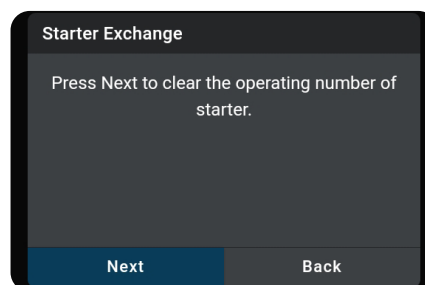 Starter Exchange
Press Next to clear the operating number of
starter.
Next
Back